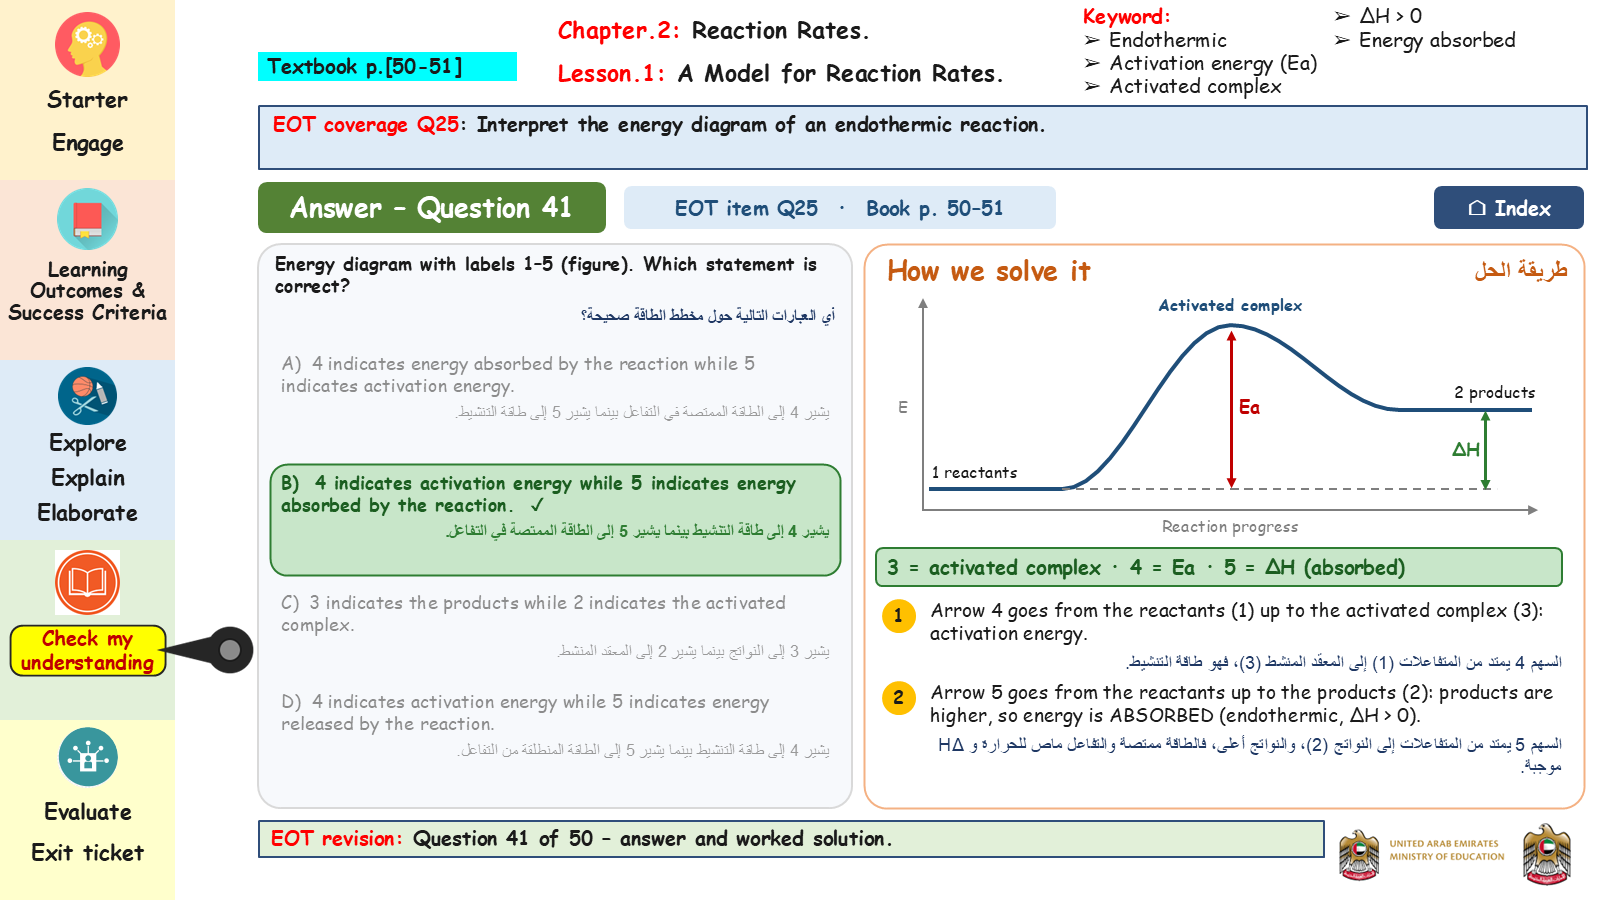 Starter
Engage
Learning
Outcomes &
Success Criteria
Explore
Explain
Elaborate
Check my
understanding
Evaluate
Exit ticket
Textbook p.[50-51]
Chapter.2: Reaction Rates.
Lesson.1: A Model for Reaction Rates.
Keyword:
➢ Endothermic
➢ Activation energy (Ea)
➢ Activated complex
➢ ΔH > 0
➢ Energy absorbed
EOT coverage Q25: Interpret the energy diagram of an endothermic reaction.
Answer – Question 41
EOT item Q25 · Book p. 50–51
Index
Energy diagram with labels 1–5 (figure). Which statement is
correct?
أي العبارات التالية حول مخطط الطاقة صحيحة؟
A) 4 indicates energy absorbed by the reaction while 5
indicates activation energy.
يشير 4 إلى الطاقة الممتصة في التفاعل بينما يشير 5 إلى طاقة التنشيط.
B) 4 indicates activation energy while 5 indicates energy
absorbed by the reaction. ✓
يشير 4 إلى طاقة التنشيط بينما يشير 5 إلى الطاقة الممتصة في التفاعل.
C) 3 indicates the products while 2 indicates the activated
complex.
يشير 3 إلى النواتج بينما يشير 2 إلى المعقد المنشط.
D) 4 indicates activation energy while 5 indicates energy
released by the reaction.
يشير 4 إلى طاقة التنشيط بينما يشير 5 إلى الطاقة المنطلقة من التفاعل.
How we solve it
طريقة الحل
Activated complex
E
Ea
2 products
ΔH
1 reactants
Reaction progress
3 = activated complex · 4 = Ea · 5 = ΔH (absorbed)
1
Arrow 4 goes from the reactants (1) up to the activated complex (3):
activation energy.
السهم 4 يمتد من المتفاعلات (1) إلى المعقّد المنشط (3)، فهو طاقة التنشيط.
2
Arrow 5 goes from the reactants up to the products (2): products are
higher, so energy is ABSORBED (endothermic, ΔH > 0).
السهم 5 يمتد من المتفاعلات إلى النواتج (2)، والنواتج أعلى، فالطاقة ممتصة والتفاعل ماص للحرارة و ΔH
موجبة.
EOT revision: Question 41 of 50 – answer and worked solution.
UNITED ARAB EMIRATES
MINISTRY OF EDUCATION